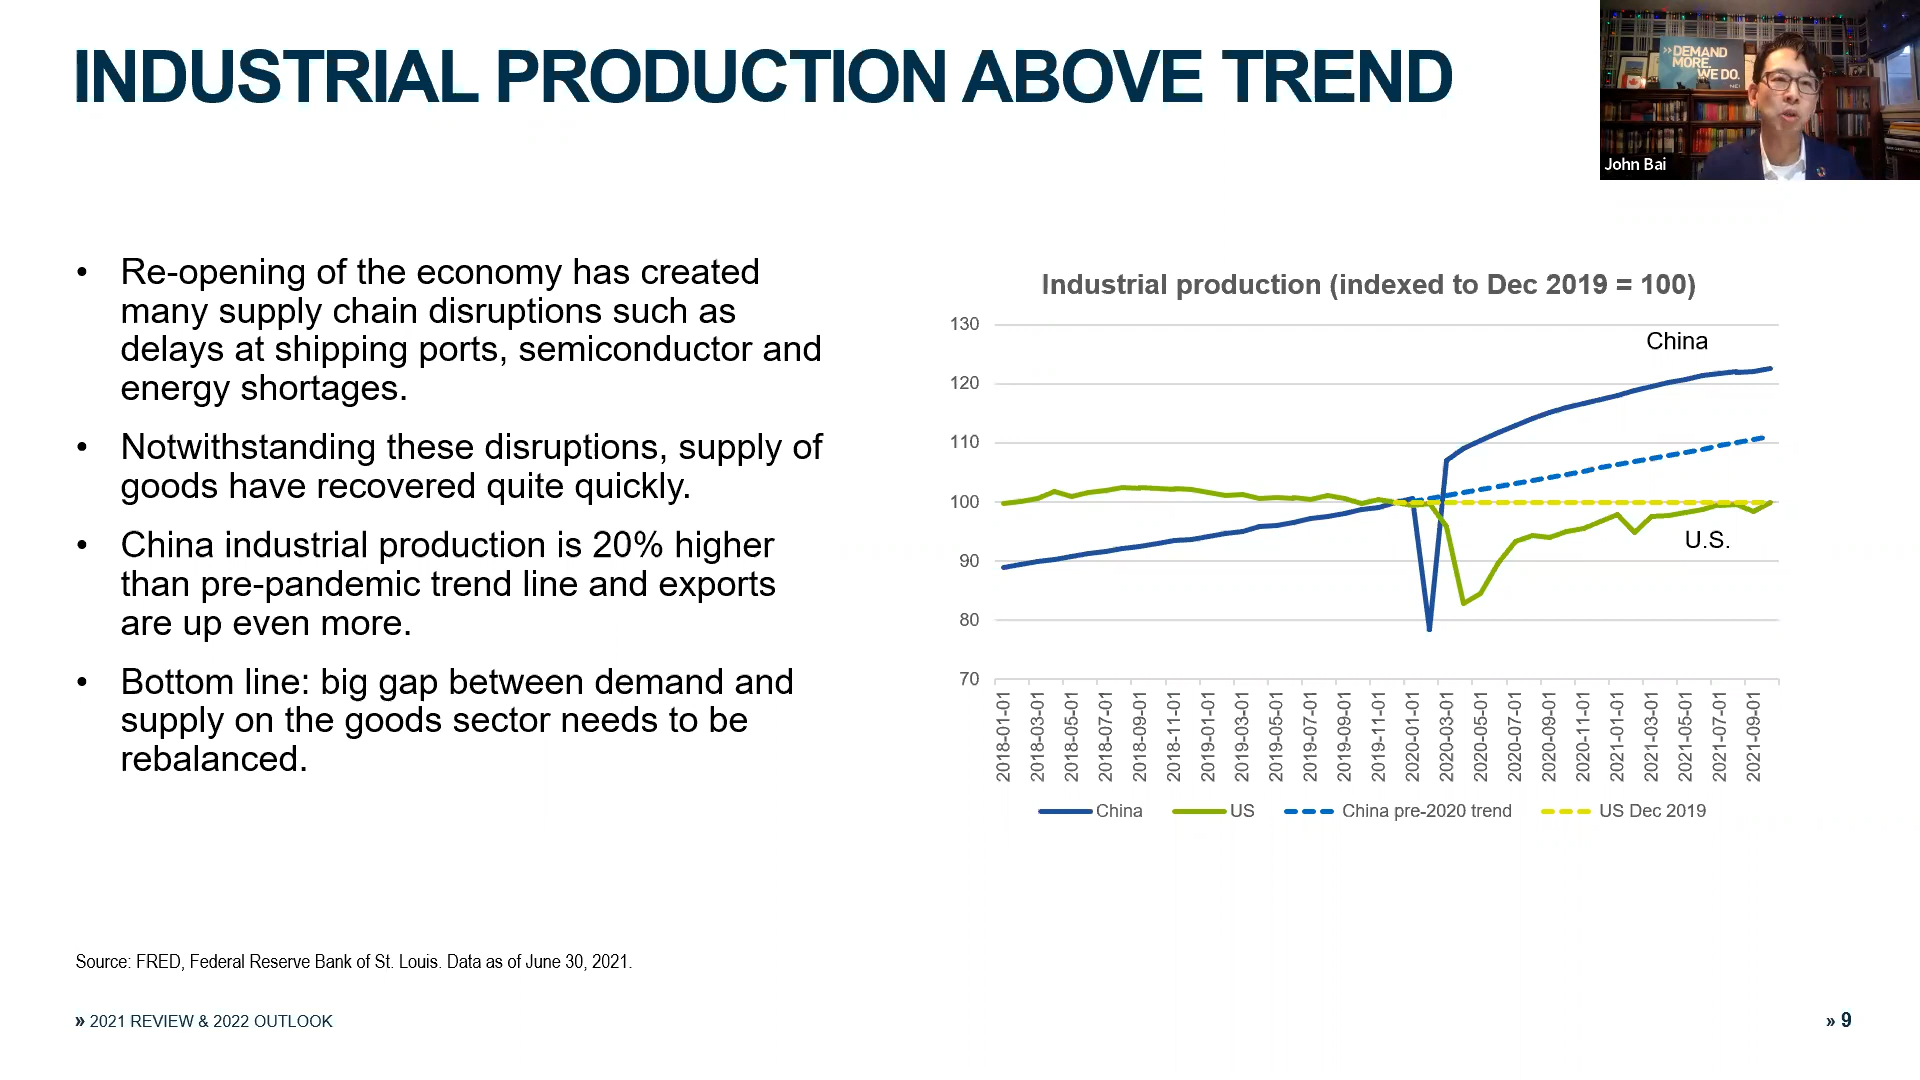 INDUSTRIAL PRODUCTION ABOVE TREND
»DEMAND
MORE.
WE DO.
NEI
John Bai
• Re-opening of the economy has created
many supply chain disruptions such as
delays at shipping ports, semiconductor and
energy shortages.
• Notwithstanding these disruptions, supply of
goods have recovered quite quickly.
• China industrial production is 20% higher
than pre-pandemic trend line and exports
are up even more.
• Bottom line: big gap between demand and
supply on the goods sector needs to be
rebalanced.
Industrial production (indexed to Dec 2019 = 100)
130
120
110
100
90
80
70
China
U.S.
2018-01-01
2018-03-01
2018-05-01
2018-07-01
2018-09-01
2018-11-01
2019-01-01
2019-03-01
2019-05-01
2019-07-01
2019-09-01
2019-11-01
2020-01-01
2020-03-01
2020-05-01
2020-07-01
2020-09-01
2020-11-01
2021-01-01
2021-03-01
2021-05-01
2021-07-01
2021-09-01
China US China pre-2020 trend US Dec 2019
Source: FRED, Federal Reserve Bank of St. Louis. Data as of June 30, 2021.
» 2021 REVIEW & 2022 OUTLOOK
» 9